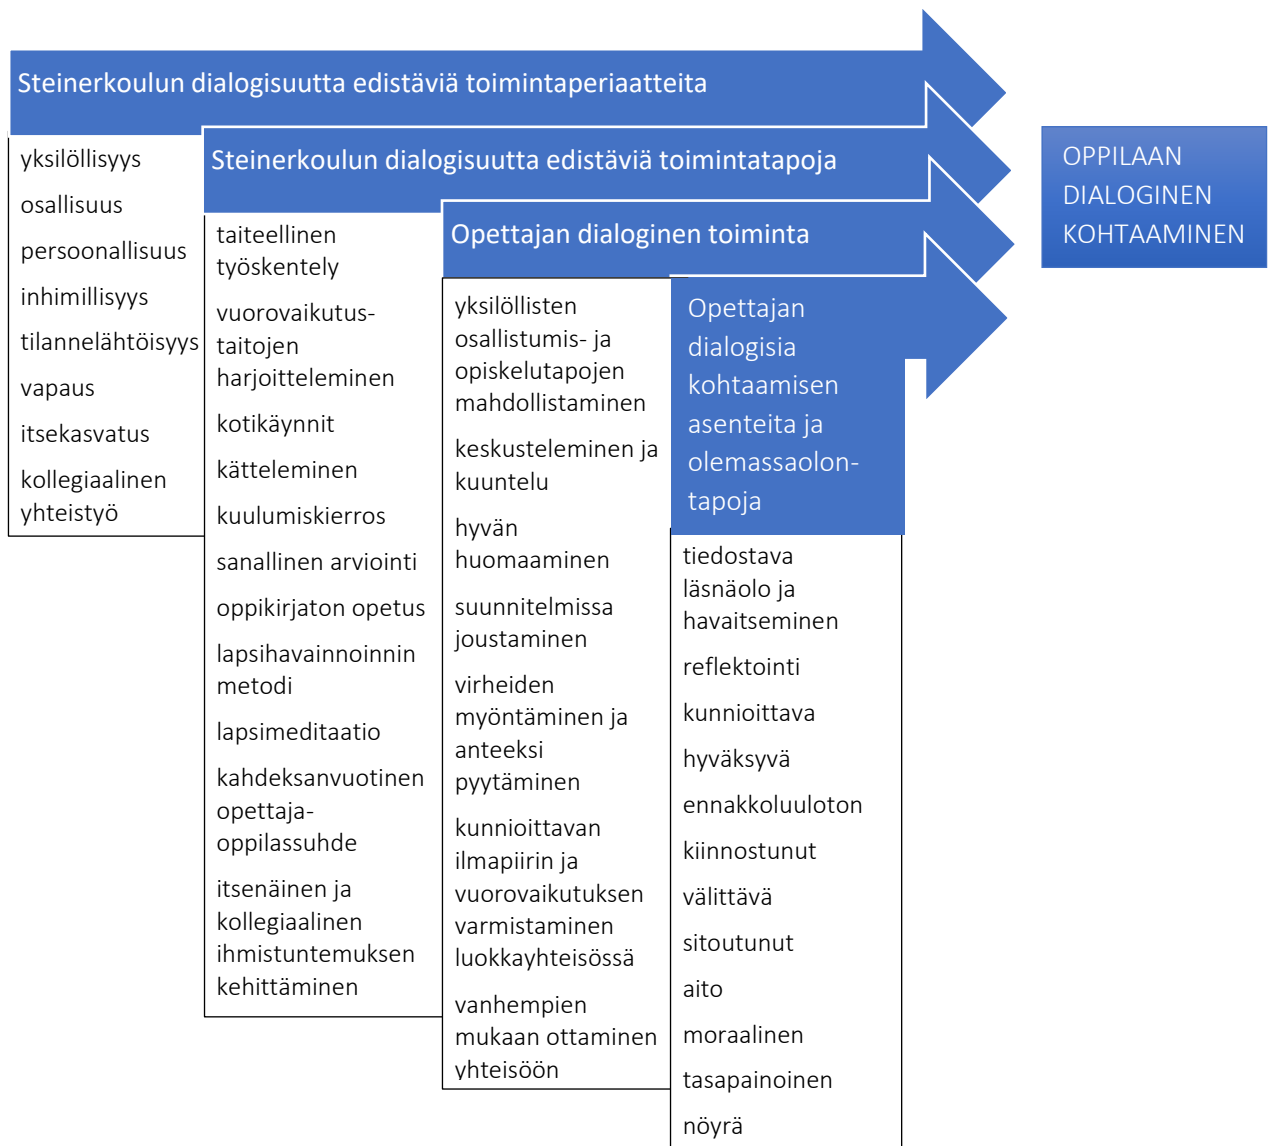 Steinerkoulun dialogisuutta edistäviä toimintaperiaatteita
yksilöllisyys
osallisuus
persoonallisuus
inhimillisyys
tilannelähtöisyys
vapaus
itsekasvatus
kollegiaalinen
yhteistyö
Steinerkoulun dialogisuutta edistäviä toimintatapoja
taiteellinen
työskentely
vuorovaikutus-
taitojen
harjoitteleminen
kotikäynnit
kätteleminen
kuulumiskierros
sanallinen arviointi
oppikirjaton opetus
lapsihavainnoinnin
metodi
lapsimeditaatio
kahdeksanvuotinen
opettaja-
oppilassuhde
itsenäinen ja
kollegiaalinen
ihmistuntemuksen
kehittäminen
Opettajan dialoginen toiminta
yksilöllisten
osallistumis- ja
opiskelutapojen
mahdollistaminen
keskusteleminen ja
kuuntelu
hyvän
huomaaminen
suunnitelmissa
joustaminen
virheiden
myöntäminen ja
anteeksi
pyytäminen
kunnioittavan
ilmapiirin ja
vuorovaikutuksen
varmistaminen
luokkayhteisössä
vanhempien
mukaan ottaminen
yhteisöön
Opettajan
dialogisia
kohtaamisen
asenteita ja
olemassaolon-
tapoja
tiedostava
läsnäolo ja
havaitseminen
reflektointi
kunnioittava
hyväksyvä
ennakkoluuloton
kiinnostunut
välittävä
sitoutunut
aito
moraalinen
tasapainoinen
nöyrä
OPPILAAN
DIALOGINEN
KOHTAAMINEN